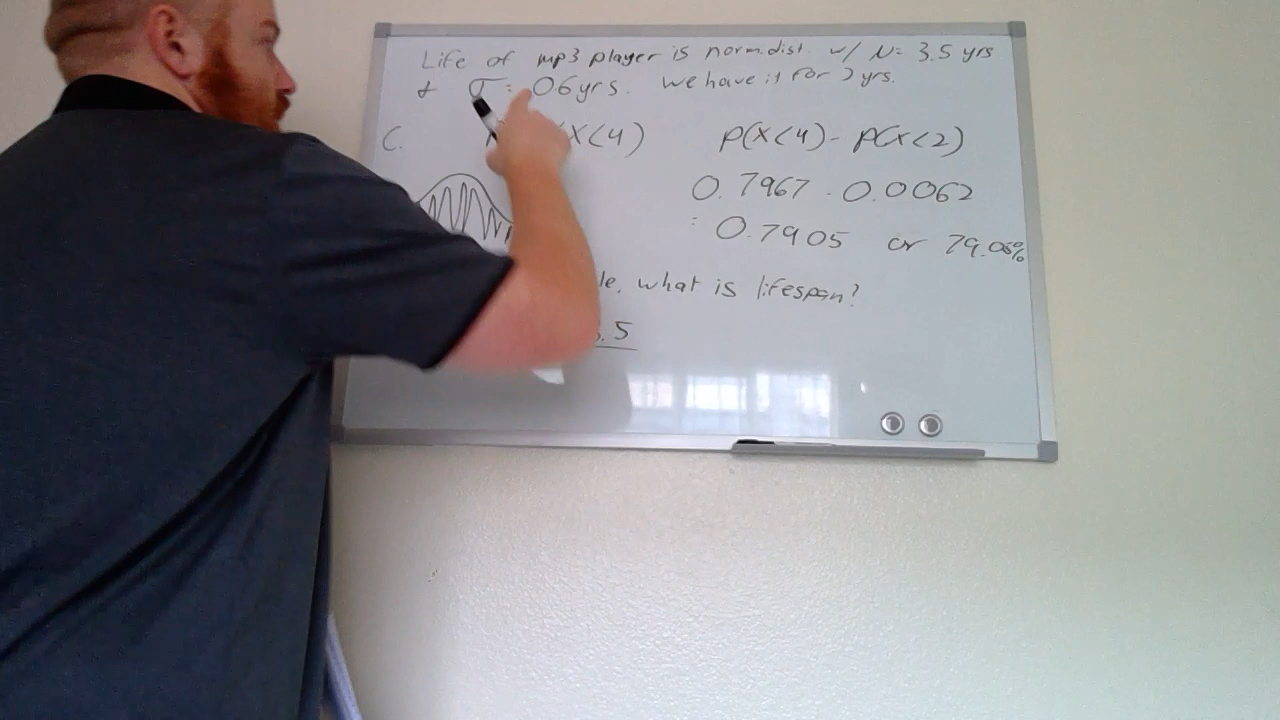 Life of mp3 player is norm.dist. w/ μ= 3.5 yrs
& σ= 06yrs. we have it for 2 yrs.
C. X<4) P(X<4)- P(X<2)
0.7967 - 0.0062
= 0.7905 or 79.05%
le, what is lifespan?
.5